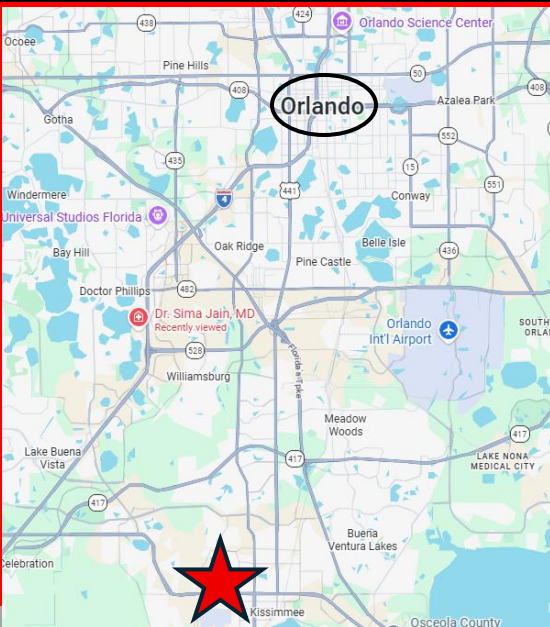 438
424
Orlando Science Center
Ocoee
Pine Hills
50
408
Orlando
Azalea Park
408
Gotha
552
435
15
441
551
Windermere
4
Conway
Universal Studios Florida
Oak Ridge
Belle Isle
436
Bay Hill
Pine Castle
Doctor Phillips
482
Dr. Sima Jain, MD
Recently viewed
Orlando
Int'l Airport
SOUTH
ORLA
528
Florida's Tpke
Williamsburg
Meadow
Woods
417
Lake Buena
Vista
417
LAKE NONA
MEDICAL CITY
417
Buena
Ventura Lakes
Celebration
Kissimmee
Osceola County